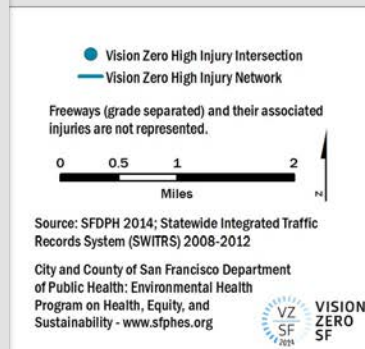 Vision Zero High Injury Intersection
Vision Zero High Injury Network
Freeways (grade separated) and their associated
injuries are not represented.
0 0.5 1 2
Miles
N
Source: SFDPH 2014; Statewide Integrated Traffic
Records System (SWITRS) 2008-2012
City and County of San Francisco Department
of Public Health: Environmental Health
Program on Health, Equity, and
Sustainability - www.sfphes.org
VZ
SF
2024
VISION
ZERO
SF